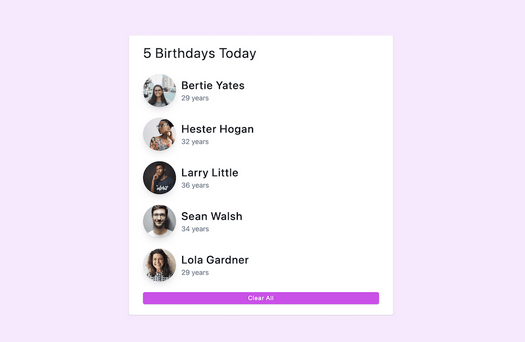 5 Birthdays Today
Bertie Yates
29 years
Hester Hogan
32 years
Larry Little
36 years
Sean Walsh
34 years
Lola Gardner
29 years
Clear All